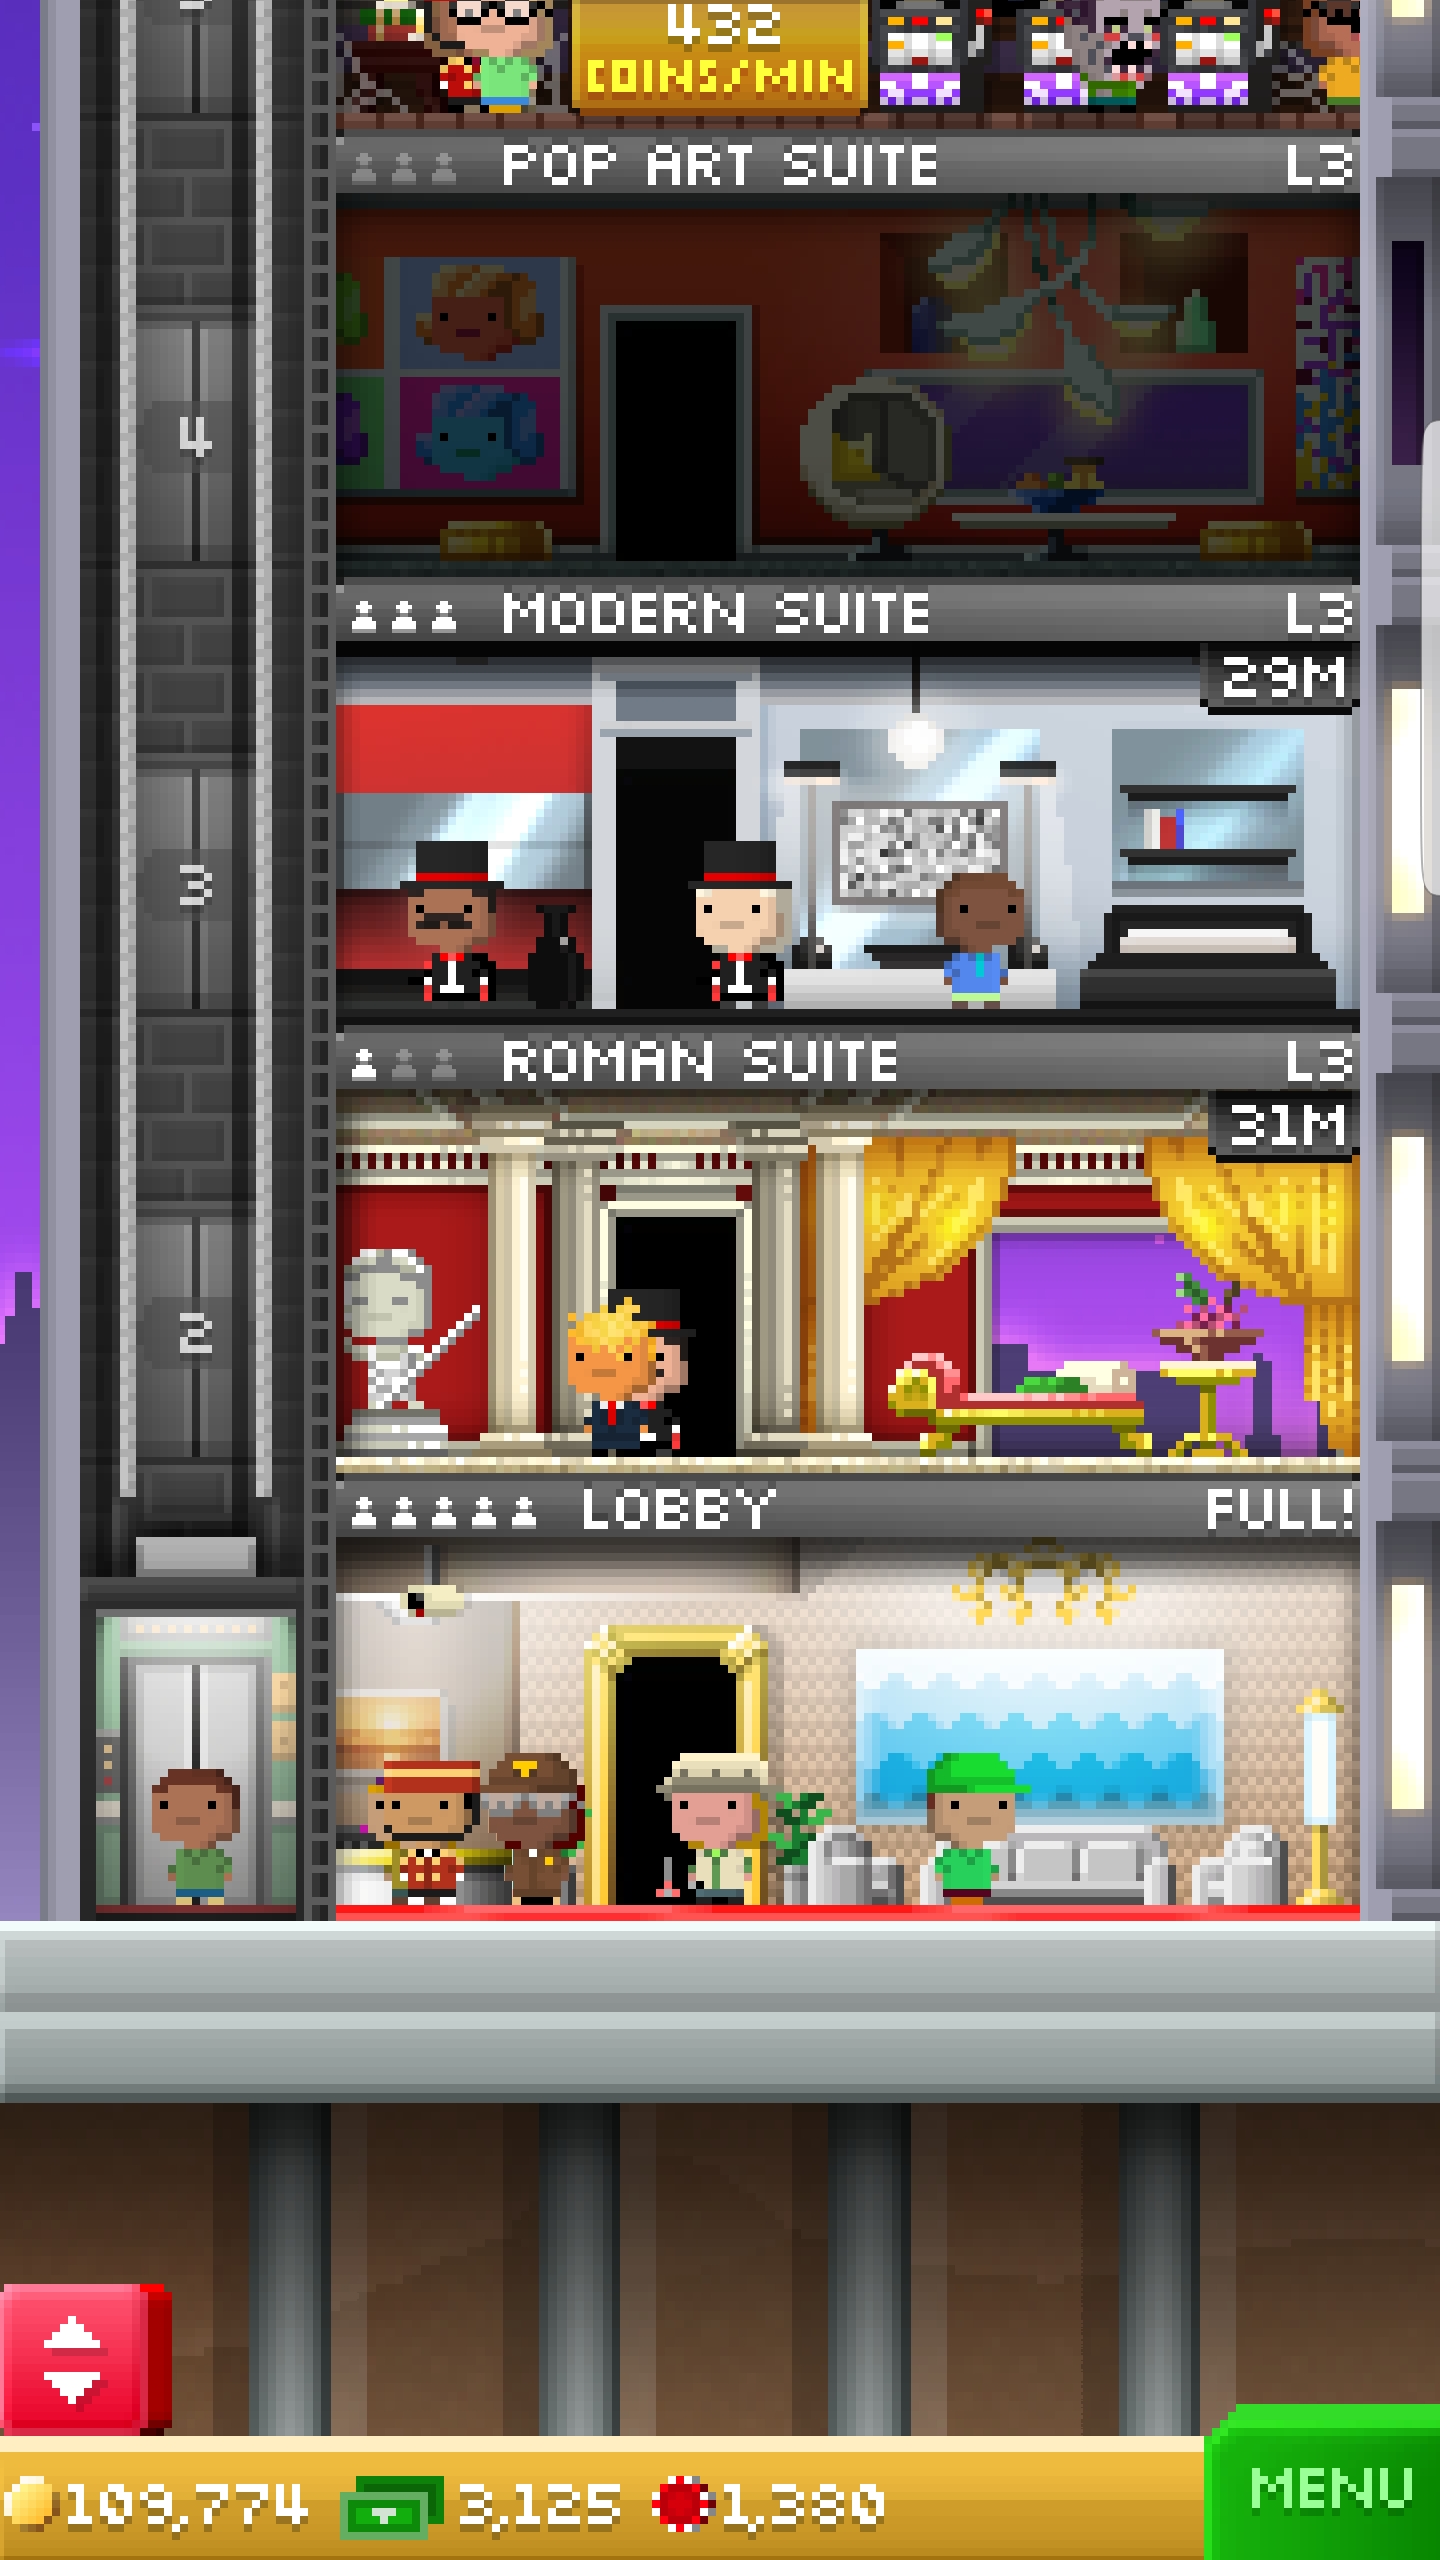 432
COINS/MIN
POP ART SUITE L3
4
MODERN SUITE L3
29M
3
ROMAN SUITE L3
31M
2
LOBBY FULL!
109,774 3,125 1,380
MENU